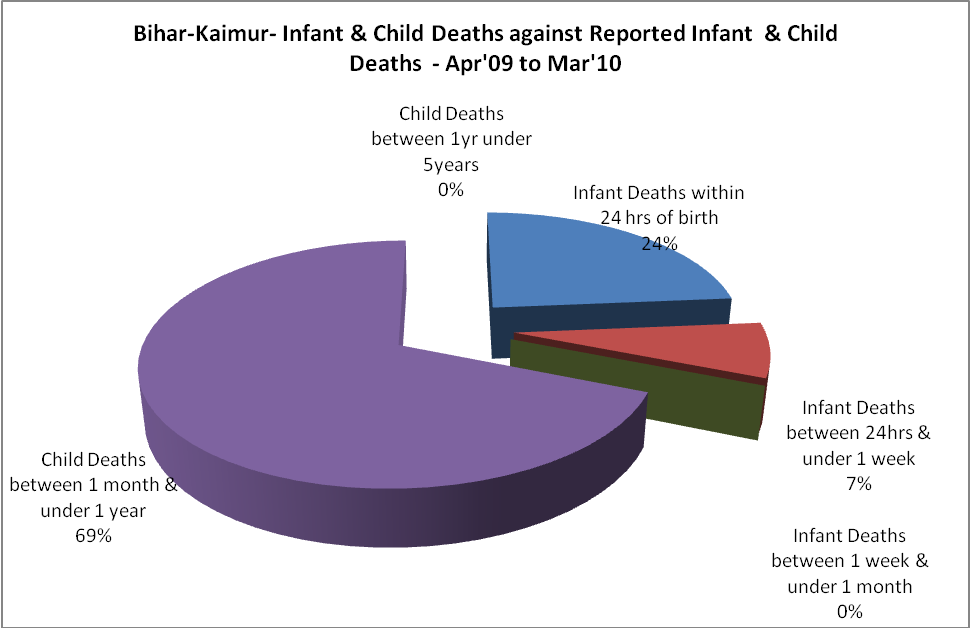 Bihar-Kaimur- Infant & Child Deaths against Reported Infant & Child
Deaths - Apr'09 to Mar'10
Child Deaths
between 1yr under
5years
0%
Infant Deaths within
24 hrs of birth
24%
Infant Deaths
between 24hrs &
under 1 week
7%
Child Deaths
between 1 month &
under 1 year
69%
Infant Deaths
between 1 week &
under 1 month
0%